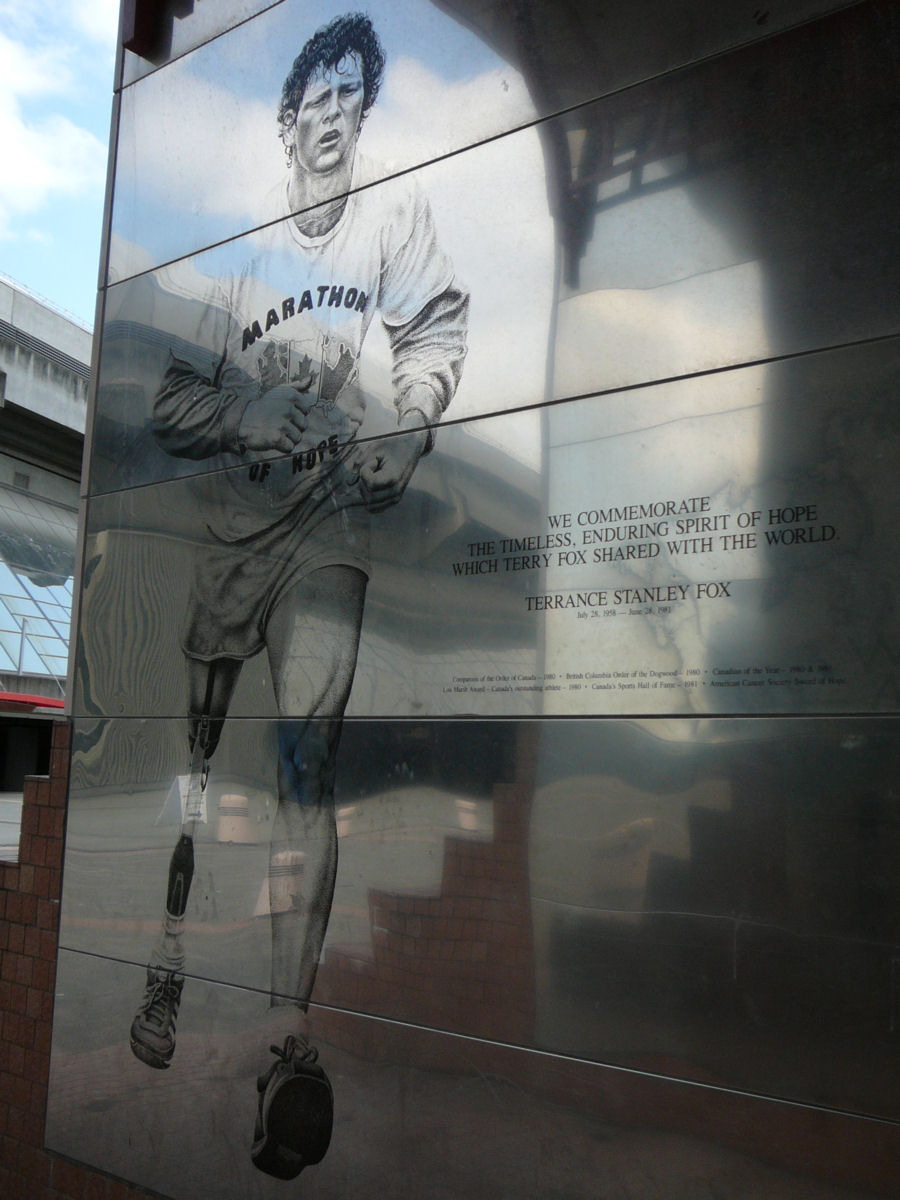 MARATHON
OF HOPE
WE COMMEMORATE
THE TIMELESS, ENDURING SPIRIT OF HOPE
WHICH TERRY FOX SHARED WITH THE WORLD.
TERRANCE STANLEY FOX
July 28, 1958 — June 28, 1981
Companion of the Order of Canada – 1980 • British Columbia Order of the Dogwood – 1980 • Canadian of the Year – 1980 & 1981
Lou Marsh Award – Canada's outstanding athlete – 1980 • Canada's Sports Hall of Fame – 1981 • American Cancer Society Sword of Hope